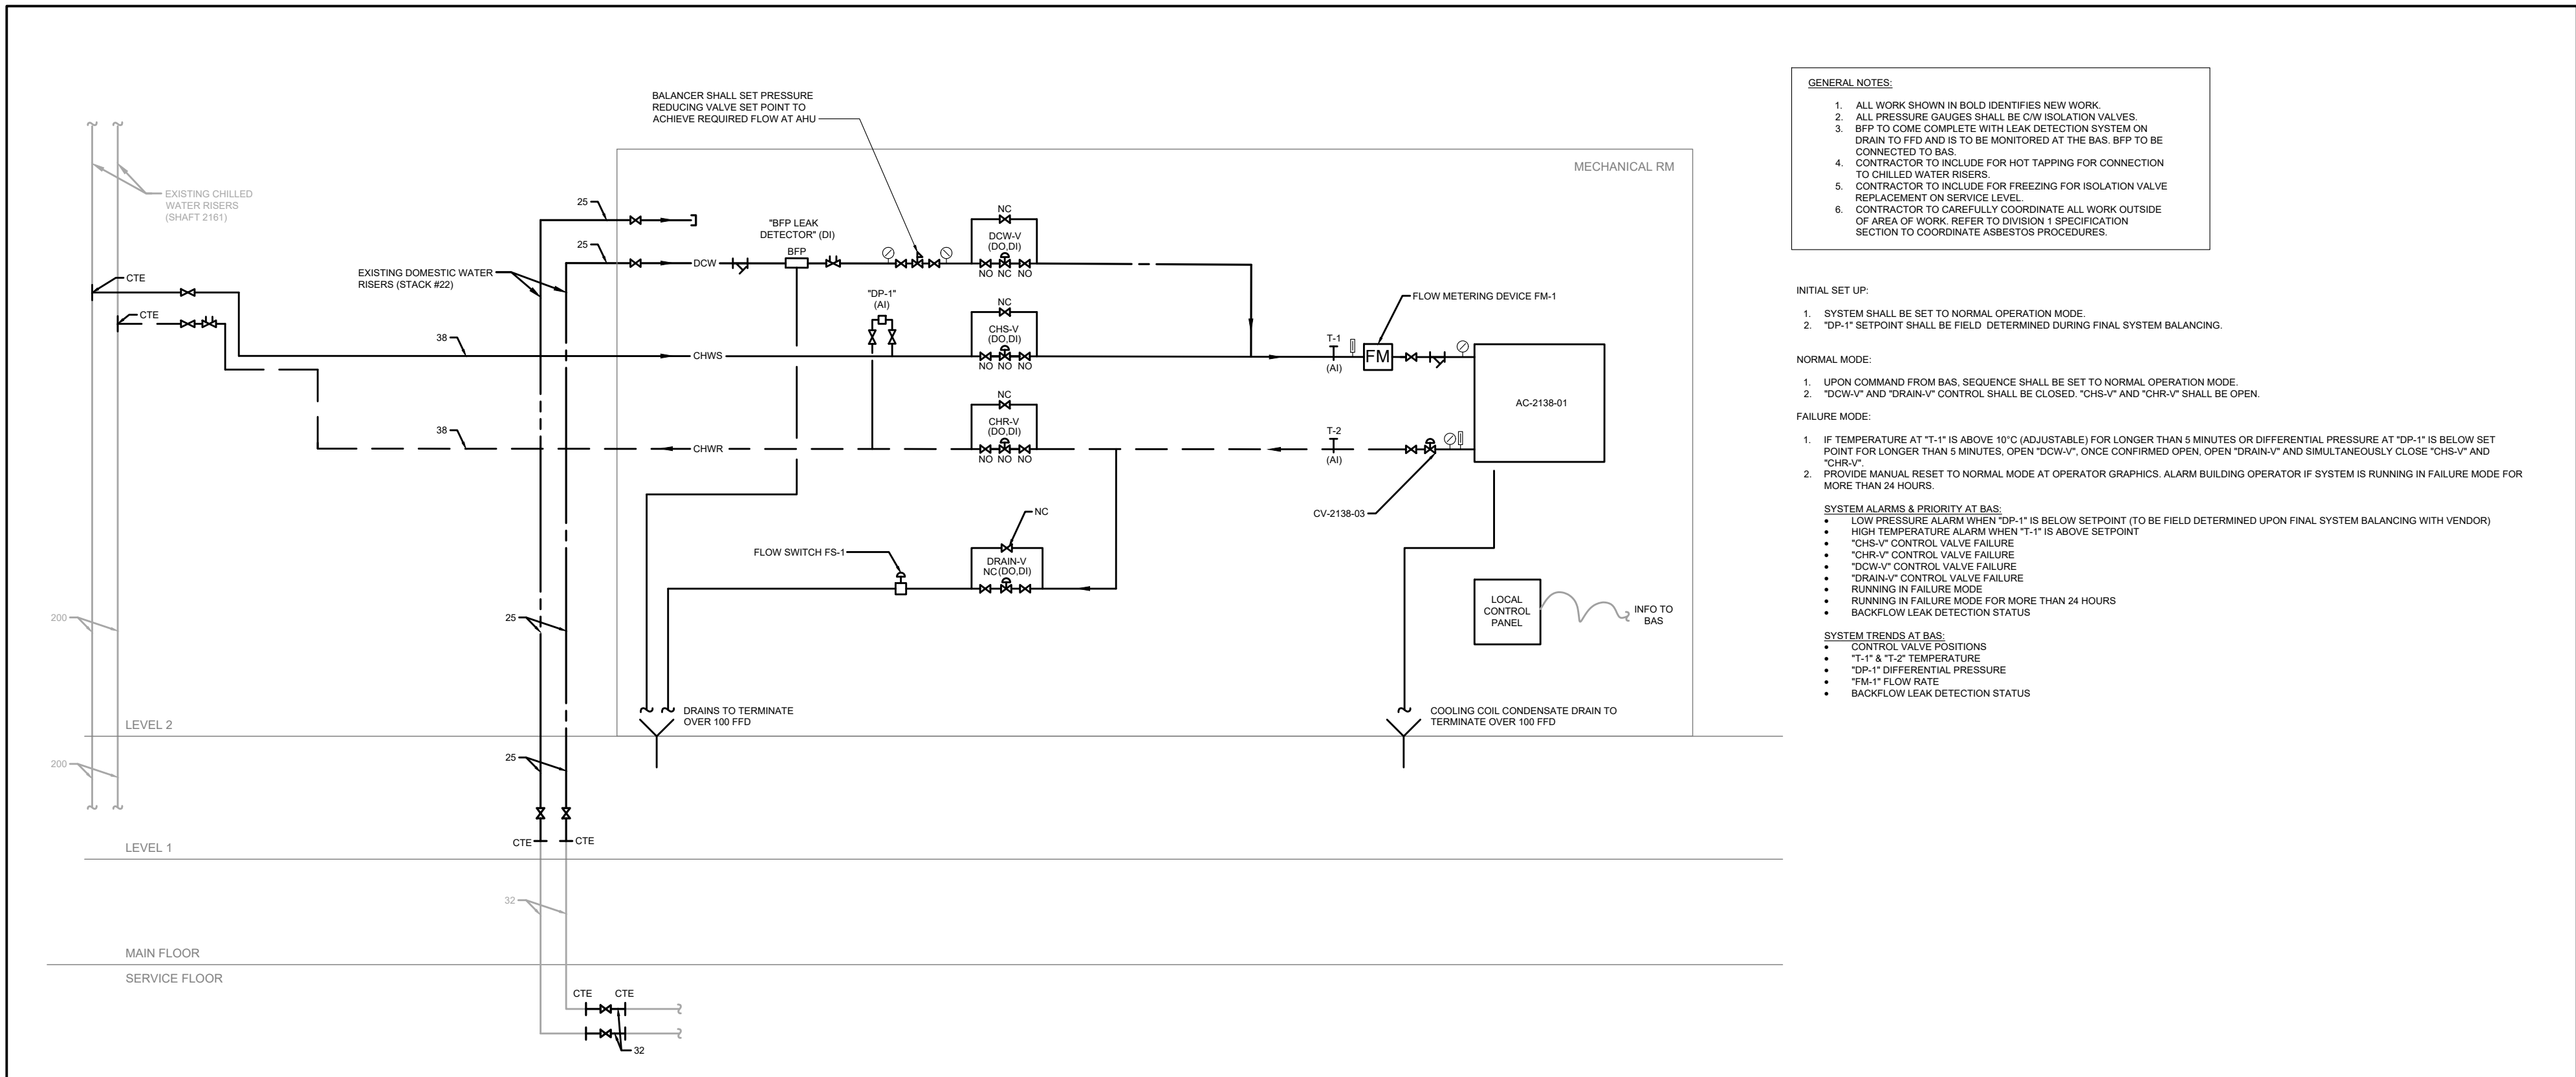 BALANCER SHALL SET PRESSURE
REDUCING VALVE SET POINT TO
ACHIEVE REQUIRED FLOW AT AHU
MECHANICAL RM
EXISTING CHILLED
WATER RISERS
(SHAFT 2161)
25
25
"BFP LEAK
DETECTOR" (DI)
BFP
DCW
NC
DCW-V
(DO,DI)
NO NC NO
EXISTING DOMESTIC WATER
RISERS (STACK #22)
CTE
CTE
"DP-1"
(AI)
NC
CHS-V
(DO,DI)
NO NO NO
FLOW METERING DEVICE FM-1
38
CHWS
T-1
(AI)
FM
AC-2138-01
NC
CHR-V
(DO,DI)
NO NO NO
38
CHWR
T-2
(AI)
CV-2138-03
NC
FLOW SWITCH FS-1
DRAIN-V
NC (DO,DI)
LOCAL
CONTROL
PANEL
INFO TO
BAS
200
25
DRAINS TO TERMINATE
OVER 100 FFD
COOLING COIL CONDENSATE DRAIN TO
TERMINATE OVER 100 FFD
LEVEL 2
200
25
CTE
CTE
LEVEL 1
32
MAIN FLOOR
SERVICE FLOOR
CTE
CTE
32
GENERAL NOTES:
1. ALL WORK SHOWN IN BOLD IDENTIFIES NEW WORK.
2. ALL PRESSURE GAUGES SHALL BE C/W ISOLATION VALVES.
3. BFP TO COME COMPLETE WITH LEAK DETECTION SYSTEM ON
DRAIN TO FFD AND IS TO BE MONITORED AT THE BAS. BFP TO BE
CONNECTED TO BAS.
4. CONTRACTOR TO INCLUDE FOR HOT TAPPING FOR CONNECTION
TO CHILLED WATER RISERS.
5. CONTRACTOR TO INCLUDE FOR FREEZING FOR ISOLATION VALVE
REPLACEMENT ON SERVICE LEVEL.
6. CONTRACTOR TO CAREFULLY COORDINATE ALL WORK OUTSIDE
OF AREA OF WORK. REFER TO DIVISION 1 SPECIFICATION
SECTION TO COORDINATE ASBESTOS PROCEDURES.
INITIAL SET UP:
1. SYSTEM SHALL BE SET TO NORMAL OPERATION MODE.
2. "DP-1" SETPOINT SHALL BE FIELD DETERMINED DURING FINAL SYSTEM BALANCING.
NORMAL MODE:
1. UPON COMMAND FROM BAS, SEQUENCE SHALL BE SET TO NORMAL OPERATION MODE.
2. "DCW-V" AND "DRAIN-V" CONTROL SHALL BE CLOSED. "CHS-V" AND "CHR-V" SHALL BE OPEN.
FAILURE MODE:
1. IF TEMPERATURE AT "T-1" IS ABOVE 10°C (ADJUSTABLE) FOR LONGER THAN 5 MINUTES OR DIFFERENTIAL PRESSURE AT "DP-1" IS BELOW SET
POINT FOR LONGER THAN 5 MINUTES, OPEN "DCW-V", ONCE CONFIRMED OPEN, OPEN "DRAIN-V" AND SIMULTANEOUSLY CLOSE "CHS-V" AND
"CHR-V".
2. PROVIDE MANUAL RESET TO NORMAL MODE AT OPERATOR GRAPHICS. ALARM BUILDING OPERATOR IF SYSTEM IS RUNNING IN FAILURE MODE FOR
MORE THAN 24 HOURS.
SYSTEM ALARMS & PRIORITY AT BAS:
• LOW PRESSURE ALARM WHEN "DP-1" IS BELOW SETPOINT (TO BE FIELD DETERMINED UPON FINAL SYSTEM BALANCING WITH VENDOR)
• HIGH TEMPERATURE ALARM WHEN "T-1" IS ABOVE SETPOINT
• "CHS-V" CONTROL VALVE FAILURE
• "CHR-V" CONTROL VALVE FAILURE
• "DCW-V" CONTROL VALVE FAILURE
• "DRAIN-V" CONTROL VALVE FAILURE
• RUNNING IN FAILURE MODE
• RUNNING IN FAILURE MODE FOR MORE THAN 24 HOURS
• BACKFLOW LEAK DETECTION STATUS
SYSTEM TRENDS AT BAS:
• CONTROL VALVE POSITIONS
• "T-1" & "T-2" TEMPERATURE
• "DP-1" DIFFERENTIAL PRESSURE
• "FM-1" FLOW RATE
• BACKFLOW LEAK DETECTION STATUS